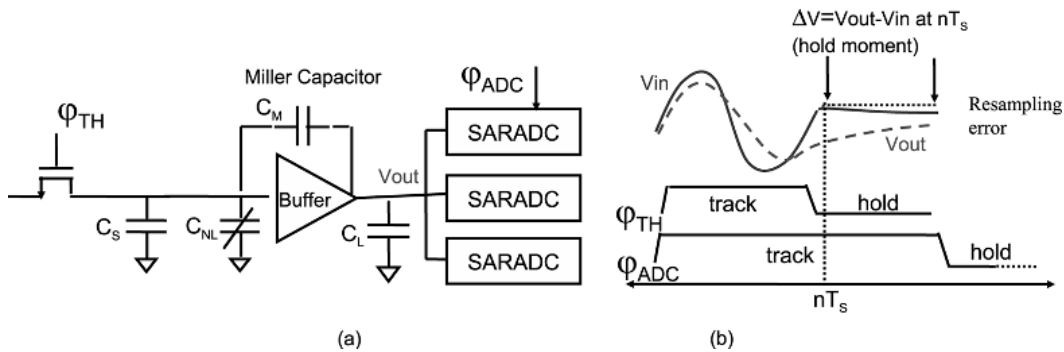 Miller Capacitor
φTH
CM
φADC
SARADC
SARADC
SARADC
Vout
Buffer
CS
CNL
CL
(a)
ΔV=Vout-Vin at nTS
(hold moment)
Vin
Resampling
error
Vout
φTH
track
hold
φADC
track
hold
nTS
(b)